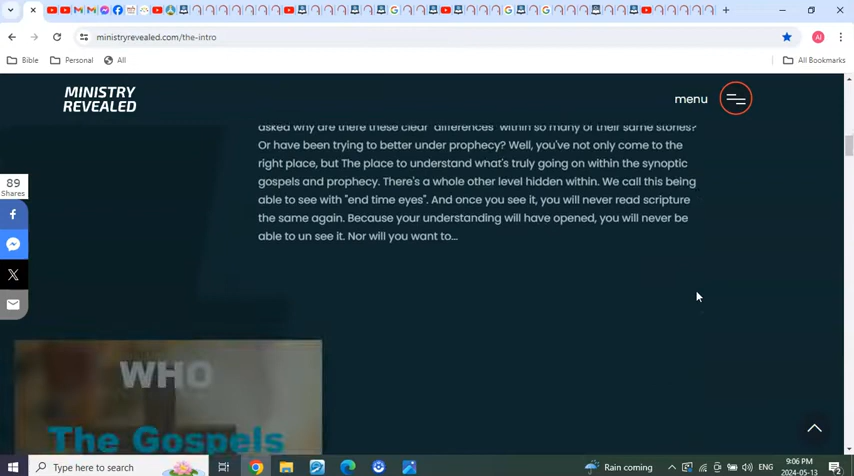 ministryrevealed.com/the-intro
Bible
Personal
All
All Bookmarks
MINISTRY
REVEALED
menu
asked why are there these clear "differences" within so many of their same stories?
Or have been trying to better under prophecy? Well, you've not only come to the
right place, but The place to understand what's truly going on within the synoptic
gospels and prophecy. There's a whole other level hidden within. We call this being
able to see with "end time eyes". And once you see it, you will never read scripture
the same again. Because your understanding will have opened, you will never be
able to un see it. Nor will you want to...
89
Shares
WHO
The Gospels
Type here to search
Rain coming
9:06 PM
2024-05-13